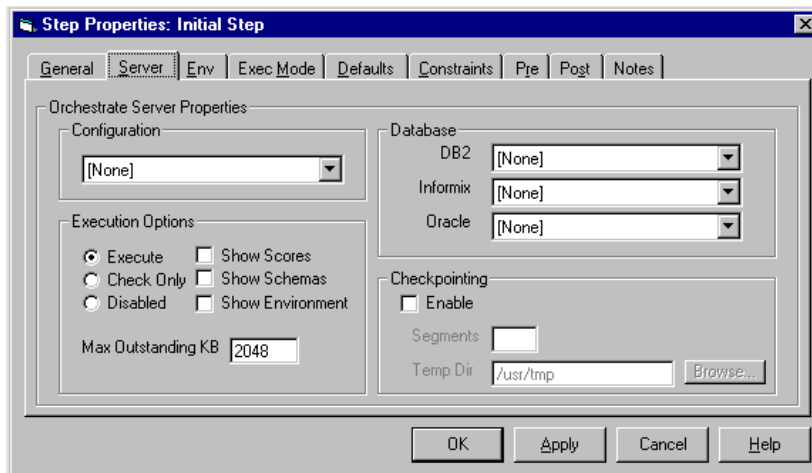 Step Properties: Initial Step
General Server Env Exec Mode Defaults Constraints Pre Post Notes
Orchestrate Server Properties
Configuration
[None]
Database
DB2 [None]
Informix [None]
Oracle [None]
Execution Options
Execute Show Scores
Check Only Show Schemas
Disabled Show Environment
Max Outstanding KB 2048
Checkpointing
Enable
Segments
Temp Dir /usr/tmp Browse...
OK Apply Cancel Help